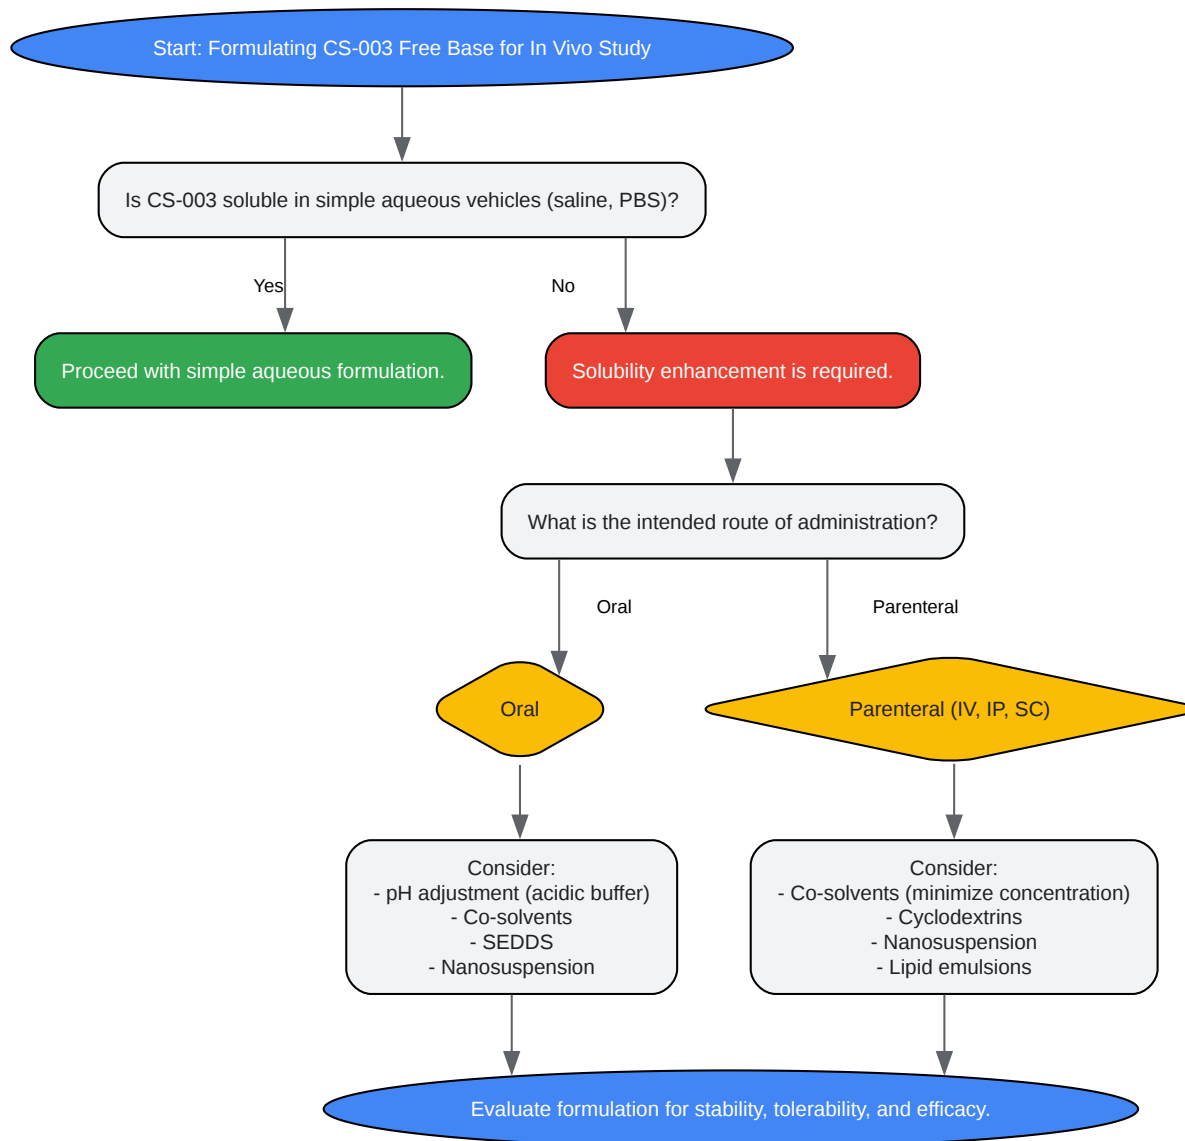 Start: Formulating CS-003 Free Base for In Vivo Study
Is CS-003 soluble in simple aqueous vehicles (saline, PBS)?
Yes
No
Proceed with simple aqueous formulation.
Solubility enhancement is required.
What is the intended route of administration?
Oral
Parenteral
Oral
Parenteral (IV, IP, SC)
Consider:
- pH adjustment (acidic buffer)
- Co-solvents
- SEDDS
- Nanosuspension
Consider:
- Co-solvents (minimize concentration)
- Cyclodextrins
- Nanosuspension
- Lipid emulsions
Evaluate formulation for stability, tolerability, and efficacy.